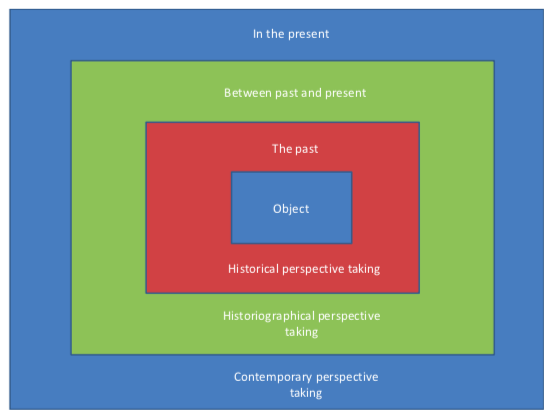 In the present
Between past and present
The past
Object
Historical perspective taking
Historiographical perspective
taking
Contemporary perspective
taking